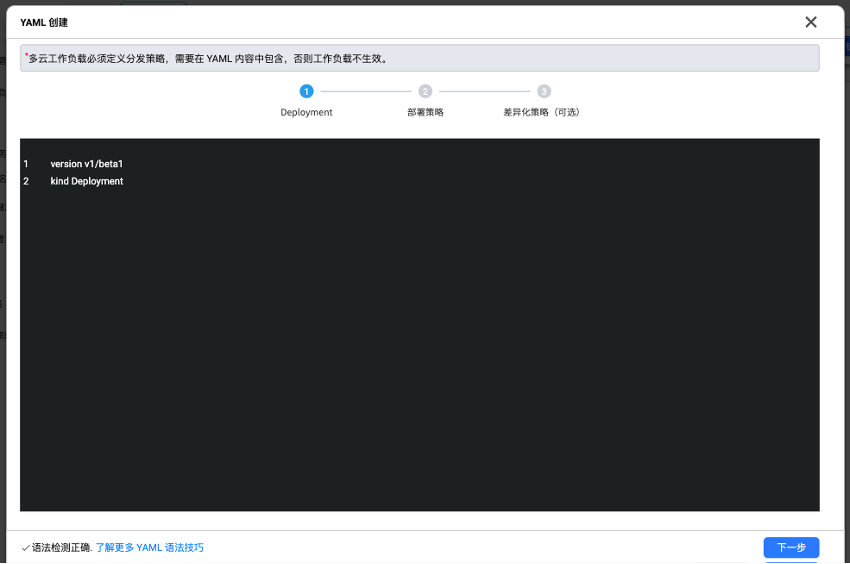 YAML 创建
*多云工作负载必须定义分发策略，需要在 YAML 内容中包含，否则工作负载不生效。
1 2 3
Deployment 部署策略 差异化策略（可选）
1 version v1/beta1
2 kind Deployment
语法检测正确. 了解更多 YAML 语法技巧
下一步